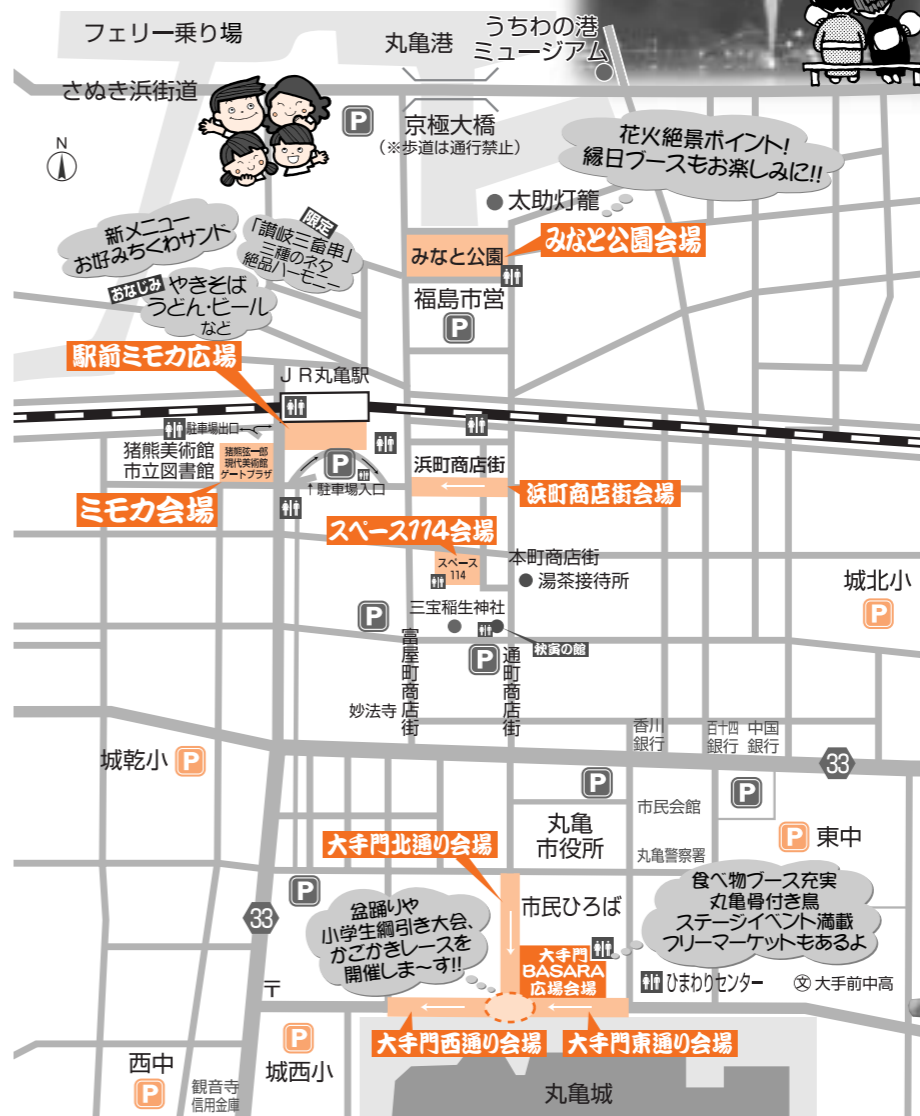 フェリー乗り場
丸亀港
うちわの港
ミュージアム
さぬき浜街道
N
P
京極大橋
(※歩道は通行禁止)
花火絶景ポイント!
縁日ブースもお楽しみに!!
太助灯籠
新メニュー
お好みちくわサンド
限定
「讃岐三畜串」
三種のネタ
絶品ハーモニー
みなと公園
みなと公園会場
おなじみ やきそば
うどん・ビール
など
福島市営
P
駅前ミモカ広場
JR丸亀駅
駐車場出口
猪熊美術館
市立図書館
猪熊弦一郎
現代美術館
ゲートプラザ
P
↑駐車場入口
浜町商店街
浜町商店街会場
ミモカ会場
スペース114会場
スペース
114
本町商店街
湯茶接待所
城北小
P
P
三宝稲生神社
秋寅の館
P
富屋町商店街
通町商店街
妙法寺
香川
銀行
百十四
銀行
中国
銀行
城乾小 P
33
P
P
丸亀
市役所
市民会館
丸亀警察署
P 東中
大手門北通り会場
P
33
盆踊りや
小学生綱引き大会、
かごかきレースを
開催しま〜す!!
市民ひろば
食べ物ブース充実
丸亀骨付き鳥
ステージイベント満載
フリーマーケットもあるよ
大手門
BASARA
広場会場
ひまわりセンター
文 大手前中高
〒
大手門西通り会場
大手門東通り会場
P
城西小
西中
P
観音寺
信用金庫
丸亀城